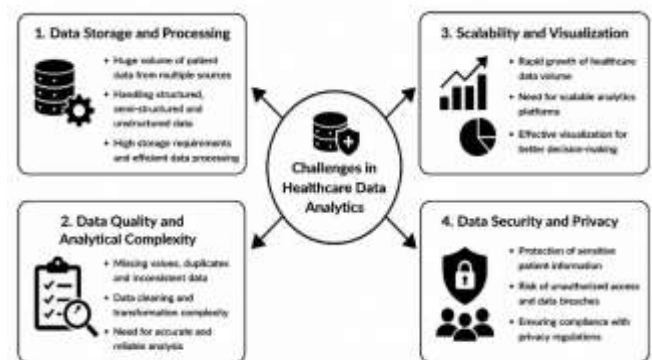 1. Data Storage and Processing
• Huge volume of patient
data from multiple sources
• Handling structured,
semi-structured and
unstructured data
• High storage requirements
and efficient data processing
2. Data Quality and
Analytical Complexity
• Missing values, duplicates
and inconsistent data
• Data cleaning and
transformation complexity
• Need for accurate and
reliable analysis
Challenges in
Healthcare Data
Analytics
3. Scalability and Visualization
• Rapid growth of healthcare
data volume
• Need for scalable analytics
platforms
• Effective visualization for
better decision-making
4. Data Security and Privacy
• Protection of sensitive
patient information
• Risk of unauthorized access
and data breaches
• Ensuring compliance with
privacy regulations